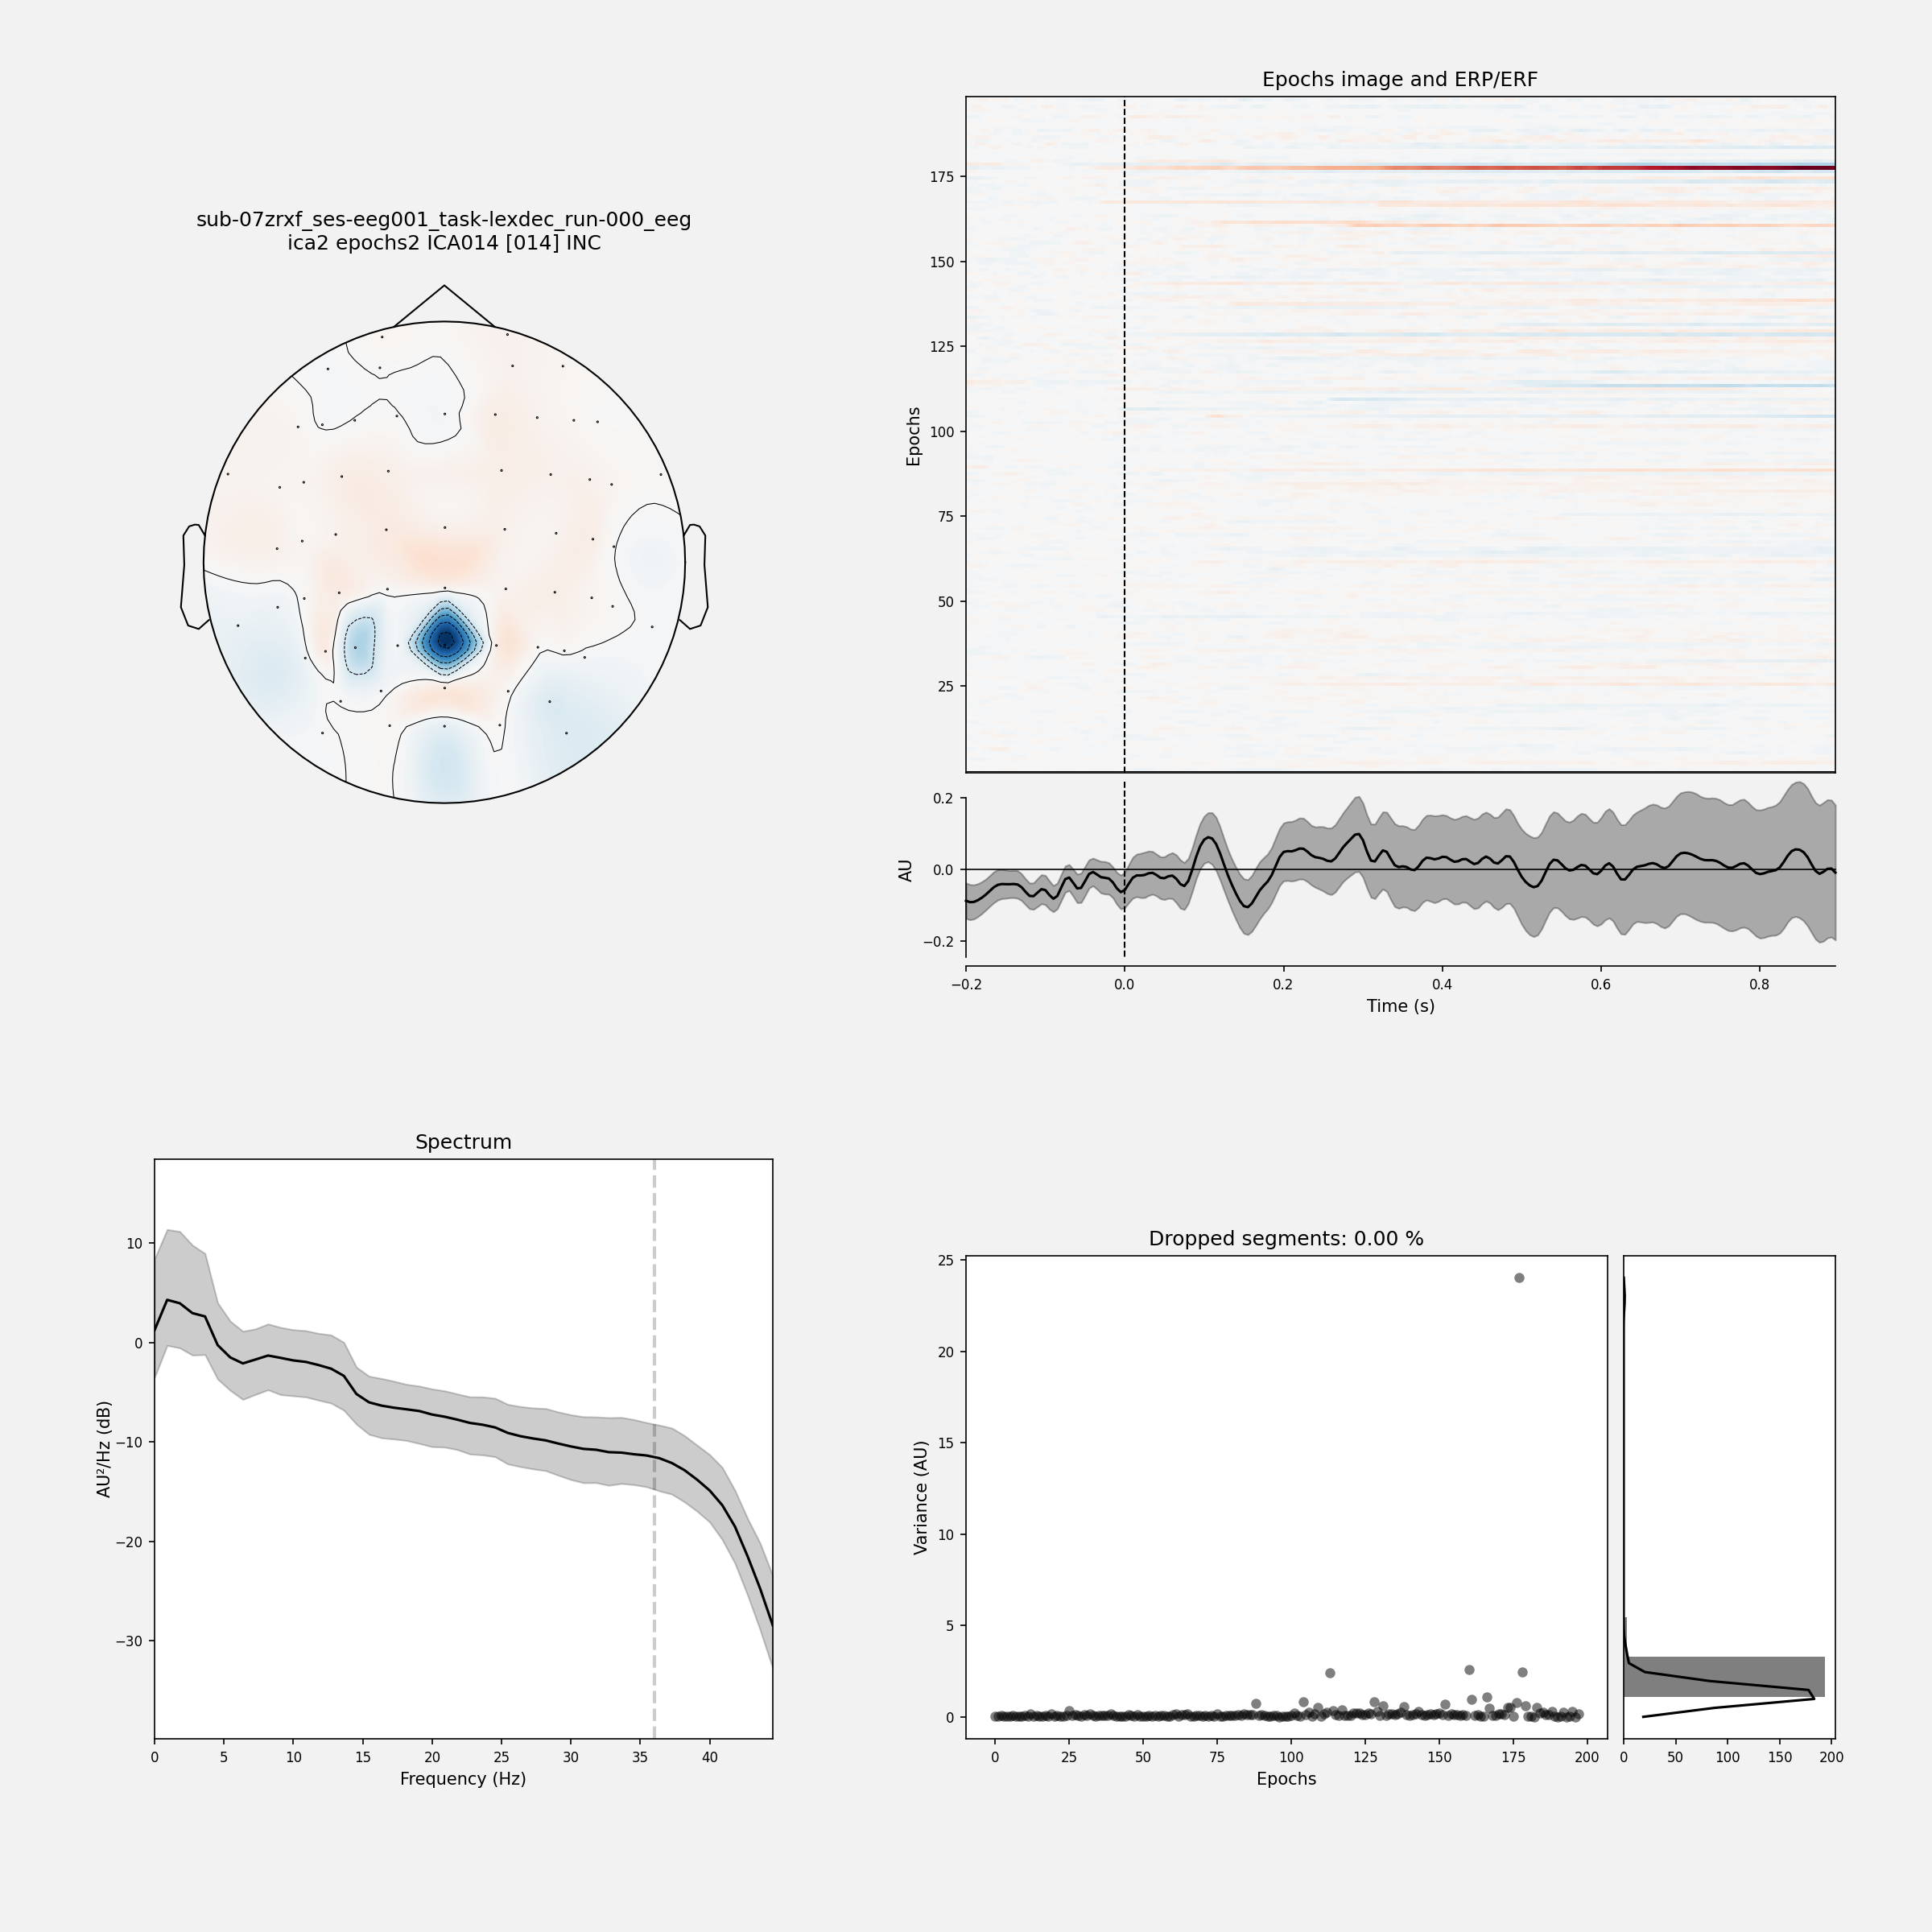 sub-07zrxf_ses-eeg001_task-lexdec_run-000_eeg
ica2 epochs2 ICA014 [014] INC
Epochs image and ERP/ERF
Epochs
175
150
125
100
75
50
25
AU
0.2
0.0
−0.2
−0.2 0.0 0.2 0.4 0.6 0.8
Time (s)
Spectrum
AU²/Hz (dB)
10
0
−10
−20
−30
0 5 10 15 20 25 30 35 40
Frequency (Hz)
Dropped segments: 0.00 %
Variance (AU)
25
20
15
10
5
0
0 25 50 75 100 125 150 175 200
Epochs
0 50 100 150 200